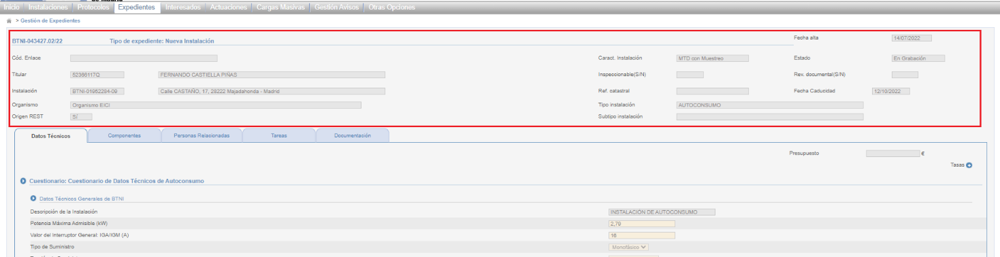 de Madrid
Inicio Instalaciones Protocolos Expedientes Interesados Actuaciones Cargas Masivas Gestión Avisos Otras Opciones
> Gestión de Expedientes
BTNI-043427.02/22 Tipo de expediente: Nueva Instalación Fecha alta 14/07/2022
Cód. Enlace Caract. Instalación MTD con Muestreo Estado En Grabación
Titular 52366117Q FERNANDO CASTIELLA PIÑAS Inspeccionable(S/N) Rev. documental(S/N)
Instalación BTNI-01952284-09 Calle CASTAÑO, 17, 28222 Majadahonda - Madrid Ref. catastral Fecha Caducidad 12/10/2022
Organismo Organismo EICI Tipo instalación AUTOCONSUMO
Origen REST SÍ Subtipo instalación
Datos Técnicos Componentes Personas Relacionadas Tareas Documentación
Presupuesto €
Tasas
Cuestionario: Cuestionario de Datos Técnicos de Autoconsumo
Datos Técnicos Generales de BTNI
Descripción de la Instalación INSTALACION DE AUTOCONSUMO
Potencia Máxima Admisible (kW) 2,79
Valor del Interruptor General: IGA/IGM (A) 16
Tipo de Suministro Monofásico